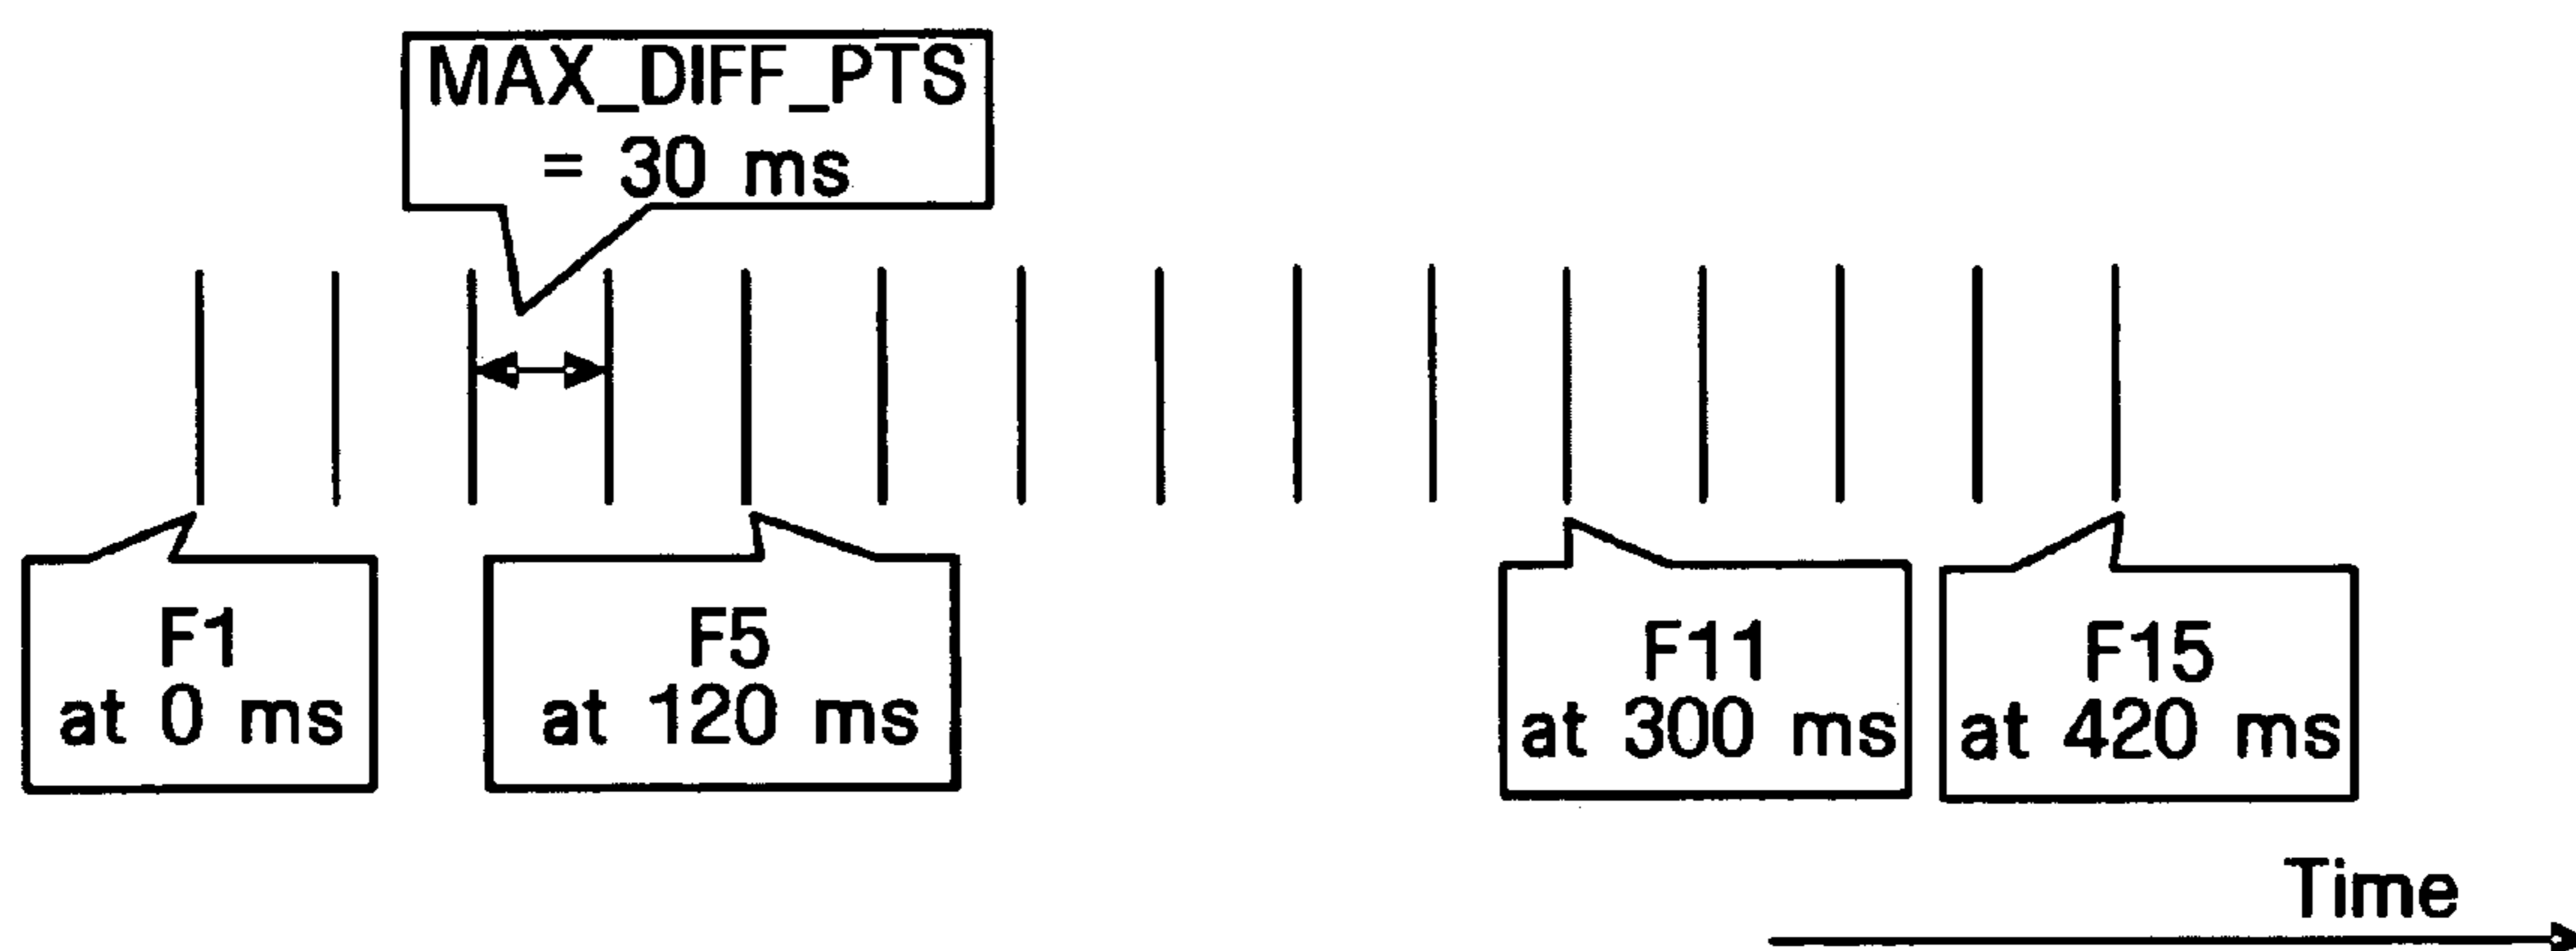 MAX_DIFF_PTS
= 30 ms
F1
at 0 ms
F5
at 120 ms
F11
at 300 ms
F15
at 420 ms
Time